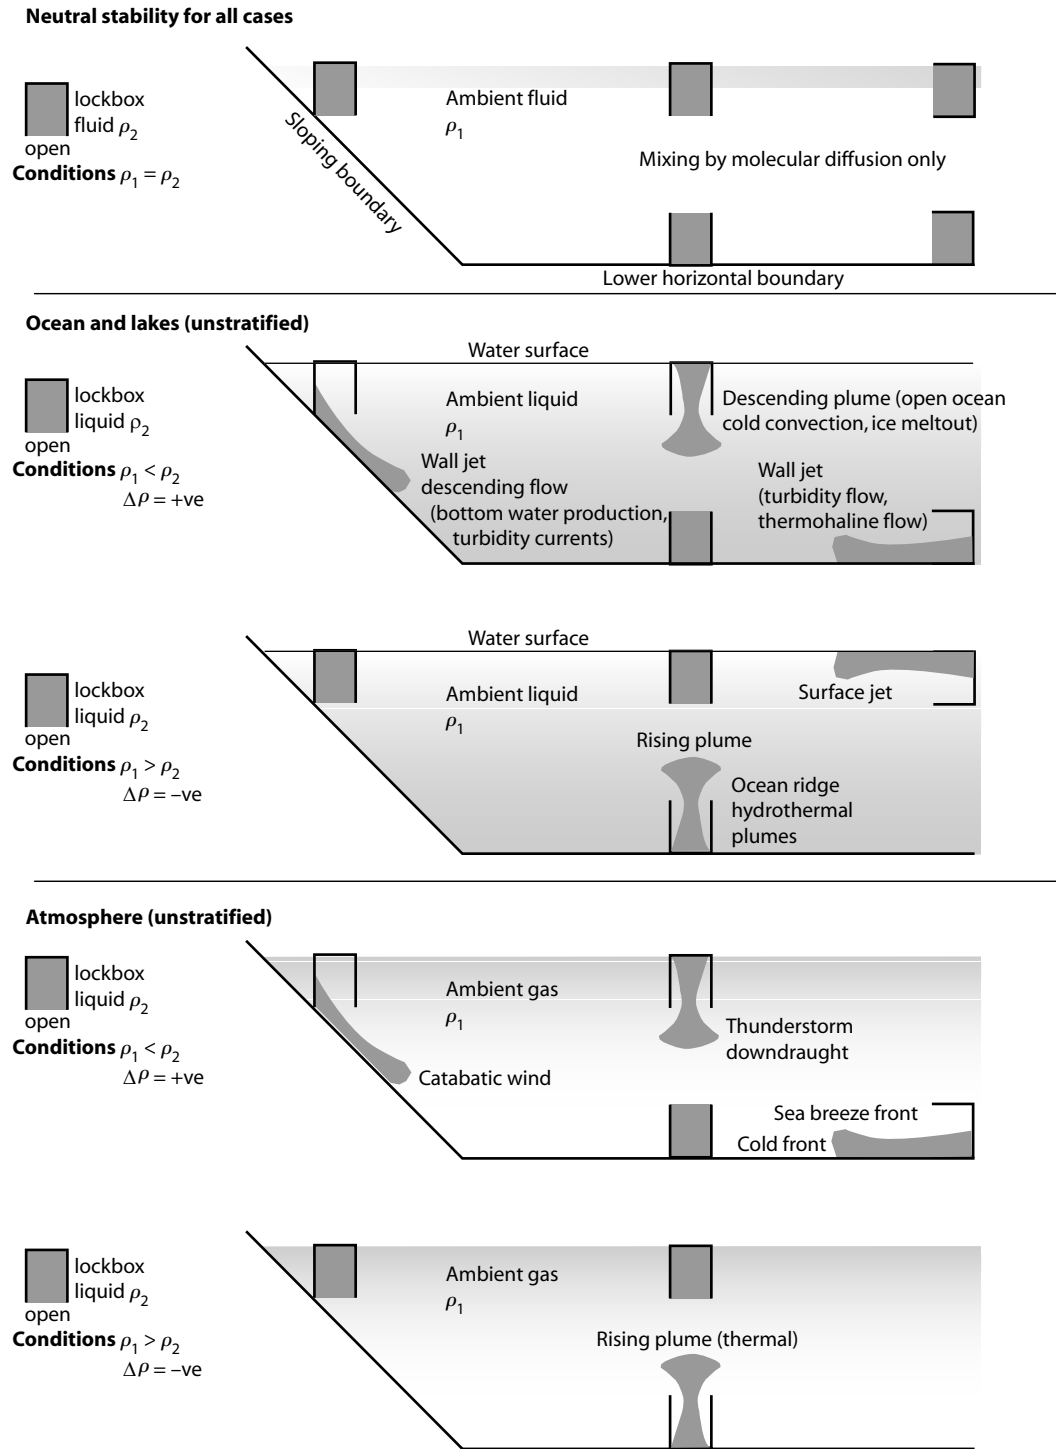 Neutral stability for all cases
lockbox
fluid ρ2
open
Conditions ρ1 = ρ2
Sloping boundary
Ambient fluid
ρ1
Mixing by molecular diffusion only
Lower horizontal boundary
Ocean and lakes (unstratified)
lockbox
liquid ρ2
open
Conditions ρ1 < ρ2
Δρ = +ve
Water surface
Ambient liquid
ρ1
Wall jet
descending flow
(bottom water production,
turbidity currents)
Descending plume (open ocean
cold convection, ice meltout)
Wall jet
(turbidity flow,
thermohaline flow)
lockbox
liquid ρ2
open
Conditions ρ1 > ρ2
Δρ = –ve
Water surface
Ambient liquid
ρ1
Surface jet
Rising plume
Ocean ridge
hydrothermal
plumes
Atmosphere (unstratified)
lockbox
liquid ρ2
open
Conditions ρ1 < ρ2
Δρ = +ve
Ambient gas
ρ1
Catabatic wind
Thunderstorm
downdraught
Sea breeze front
Cold front
lockbox
liquid ρ2
open
Conditions ρ1 > ρ2
Δρ = –ve
Ambient gas
ρ1
Rising plume (thermal)